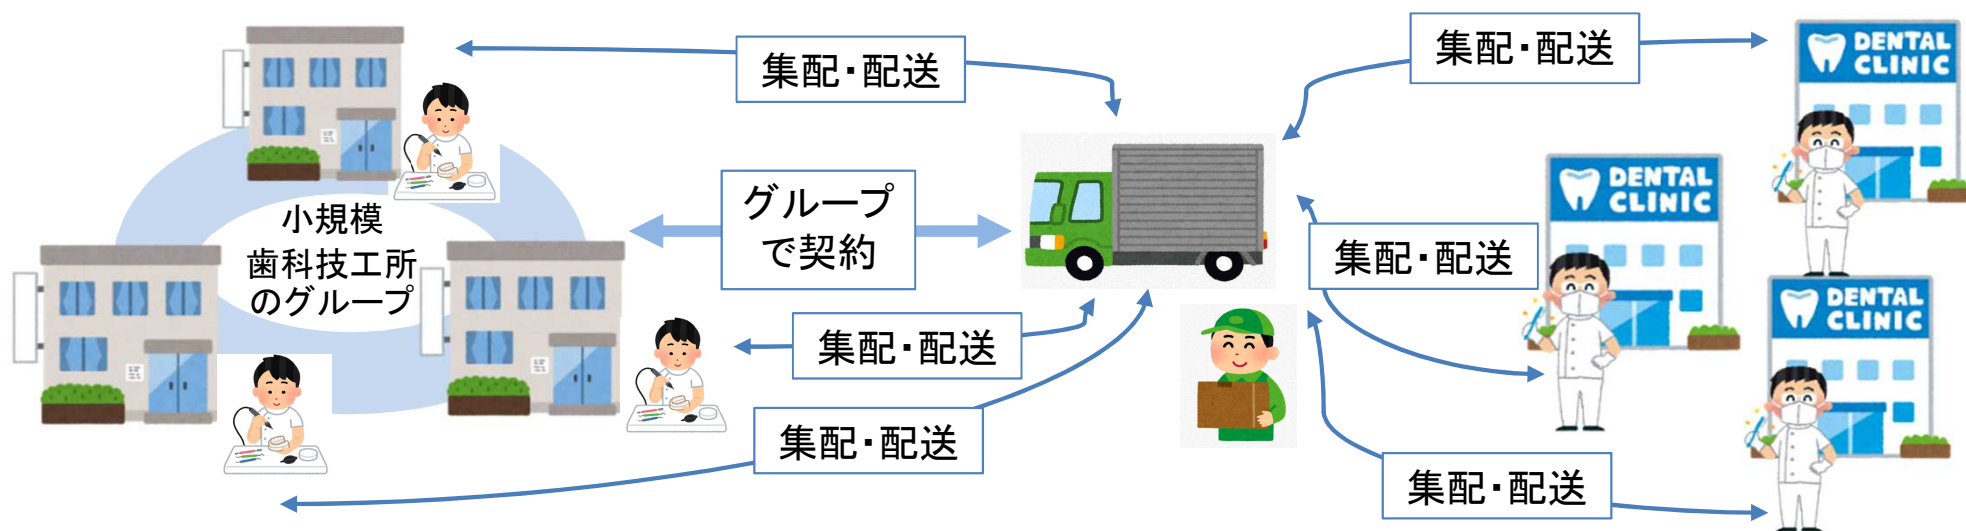 集配・配送
集配・配送
DENTAL
CLINIC
小規模
歯科技工所
のグループ
グループ
で契約
集配・配送
DENTAL
CLINIC
集配・配送
DENTAL
CLINIC
集配・配送
集配・配送